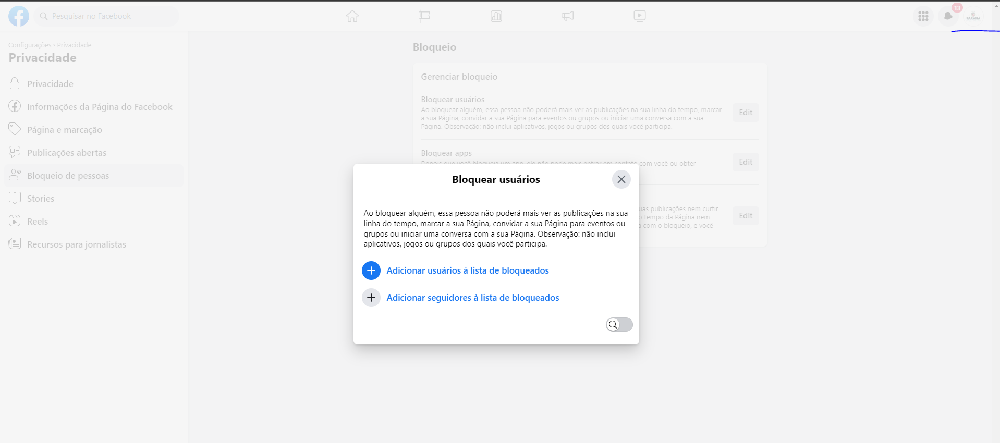 Pesquisar no Facebook
13
PARANÁ
Configurações › Privacidade
Privacidade
Privacidade
Informações da Página do Facebook
Página e marcação
Publicações abertas
Bloqueio de pessoas
Stories
Reels
Recursos para jornalistas
Bloqueio
Gerenciar bloqueio
Bloquear usuários
Ao bloquear alguém, essa pessoa não poderá mais ver as publicações na sua linha do tempo, marcar
a sua Página, convidar a sua Página para eventos ou grupos ou iniciar uma conversa com a sua
Página. Observação: não inclui aplicativos, jogos ou grupos dos quais você participa.
Edit
Bloquear apps
Depois que você bloqueia um app, ele não pode mais entrar em contato com você ou obter
Edit
uas publicações nem curtir
o tempo da Página nem
a com o bloqueio, e você
Edit
Bloquear usuários
Ao bloquear alguém, essa pessoa não poderá mais ver as publicações na sua
linha do tempo, marcar a sua Página, convidar a sua Página para eventos ou
grupos ou iniciar uma conversa com a sua Página. Observação: não inclui
aplicativos, jogos ou grupos dos quais você participa.
Adicionar usuários à lista de bloqueados
Adicionar seguidores à lista de bloqueados